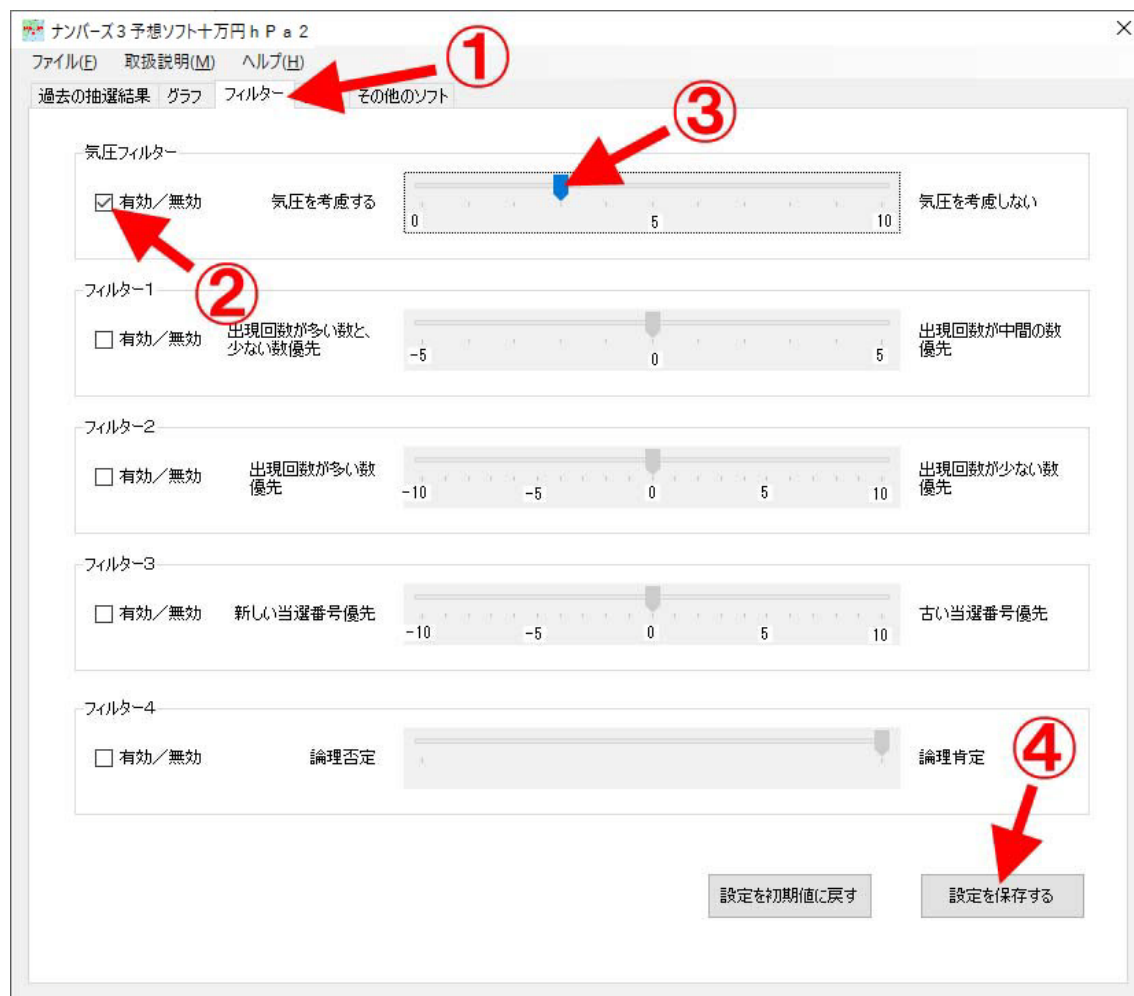 ナンバーズ3予想ソフト十万円hPa2
①
ファイル(F) 取扱説明(M) ヘルプ(H)
過去の抽選結果 グラフ フィルター その他のソフト
③
気圧フィルター
有効/無効 気圧を考慮する 気圧を考慮しない
0 5 10
②
フィルター1
有効/無効 出現回数が多い数と、 出現回数が中間の数
少ない数優先 優先
-5 0 5
フィルター2
有効/無効 出現回数が多い数 出現回数が少ない数
優先 優先
-10 -5 0 5 10
フィルター3
有効/無効 新しい当選番号優先 古い当選番号優先
-10 -5 0 5 10
フィルター4
有効/無効 論理否定 論理肯定
④
設定を初期値に戻す 設定を保存する